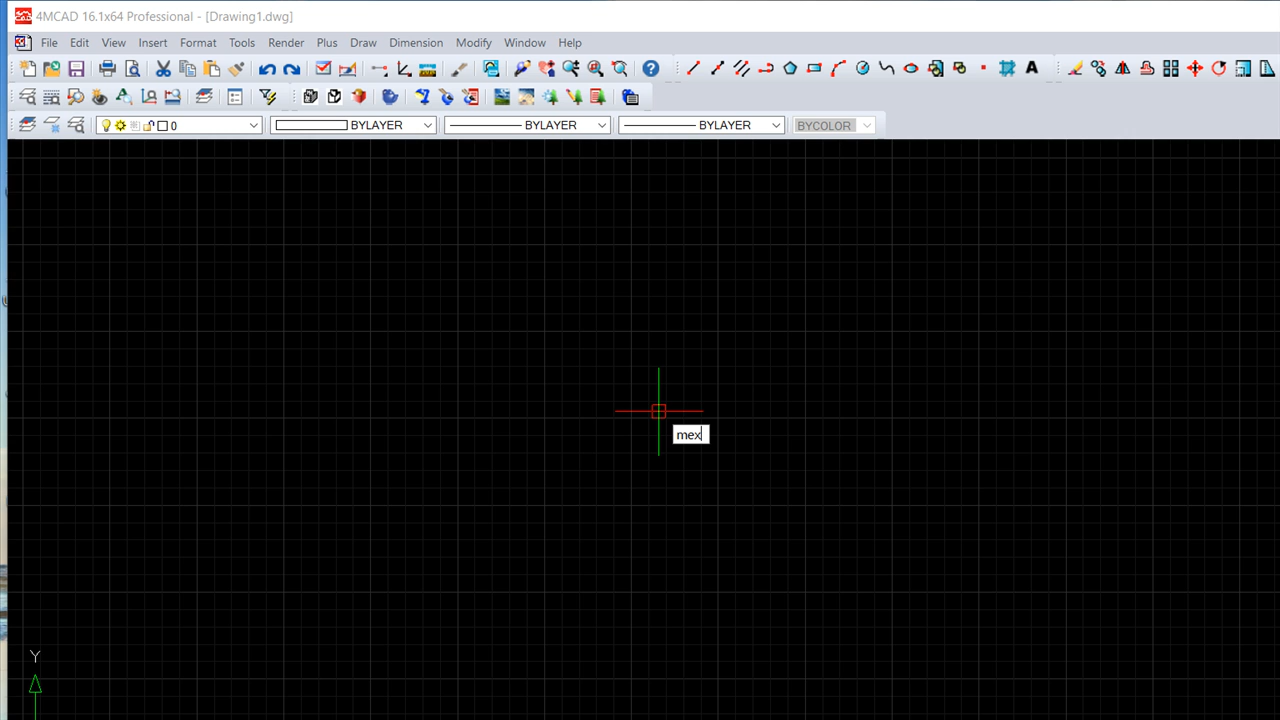 4MCAD 16.1x64 Professional - [Drawing1.dwg]
File Edit View Insert Format Tools Render Plus Draw Dimension Modify Window Help
0 BYLAYER BYLAYER BYLAYER BYCOLOR
mex
Y